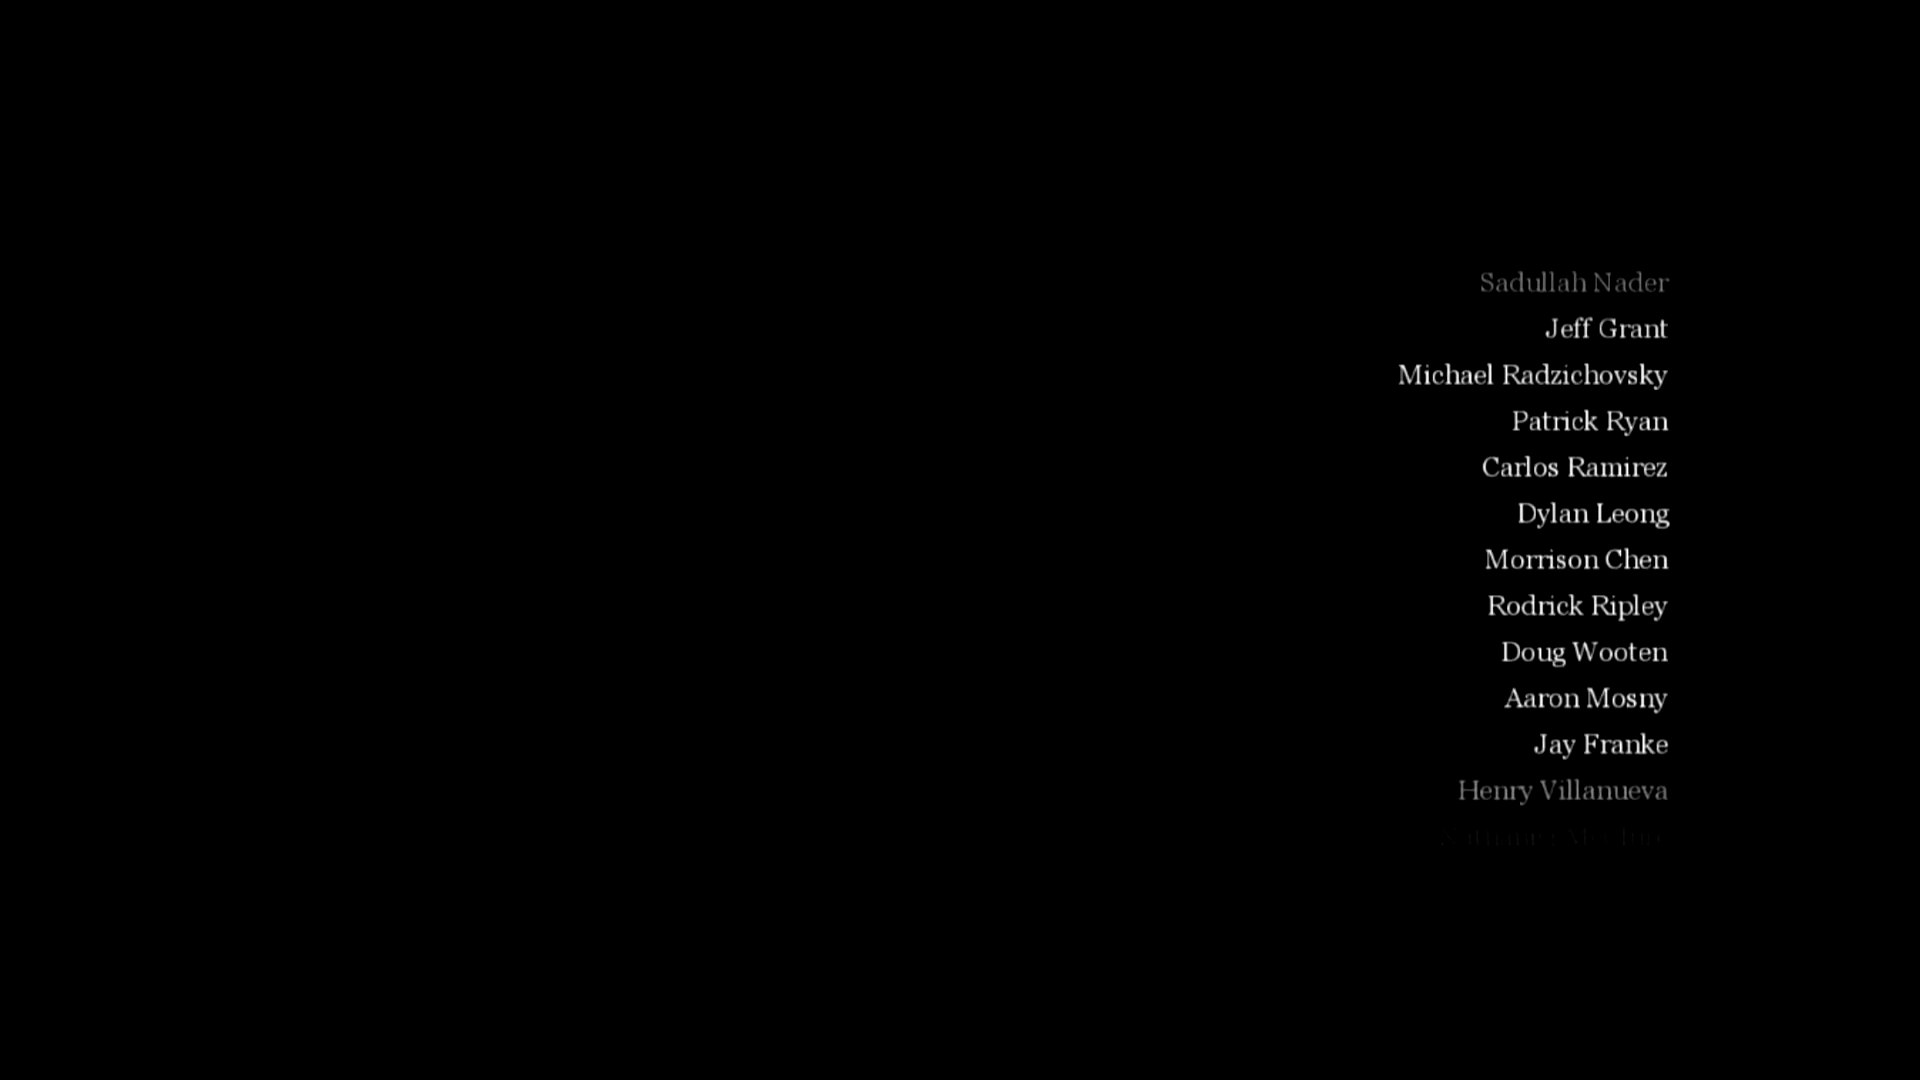 Sadullah Nader
Jeff Grant
Michael Radzichovsky
Patrick Ryan
Carlos Ramirez
Dylan Leong
Morrison Chen
Rodrick Ripley
Doug Wooten
Aaron Mosny
Jay Franke
Henry Villanueva